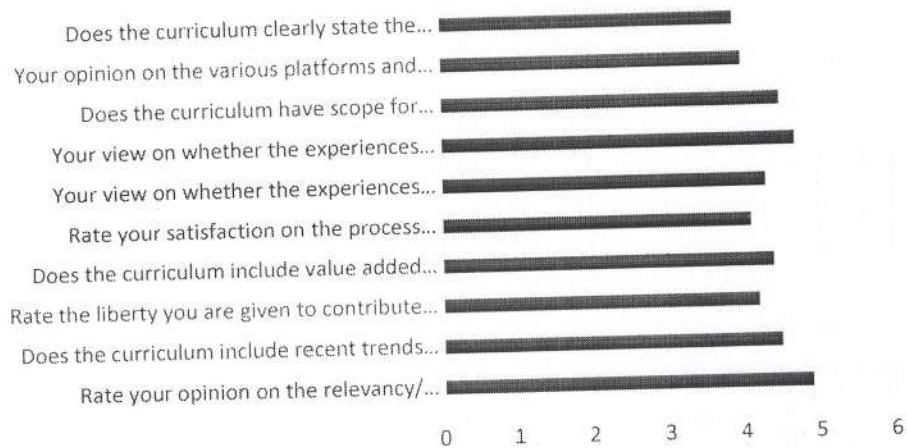 Does the curriculum clearly state the...
Your opinion on the various platforms and...
Does the curriculum have scope for...
Your view on whether the experiences...
Your view on whether the experiences...
Rate your satisfaction on the process...
Does the curriculum include value added...
Rate the liberty you are given to contribute...
Does the curriculum include recent trends...
Rate your opinion on the relevancy/...
0 1 2 3 4 5 6